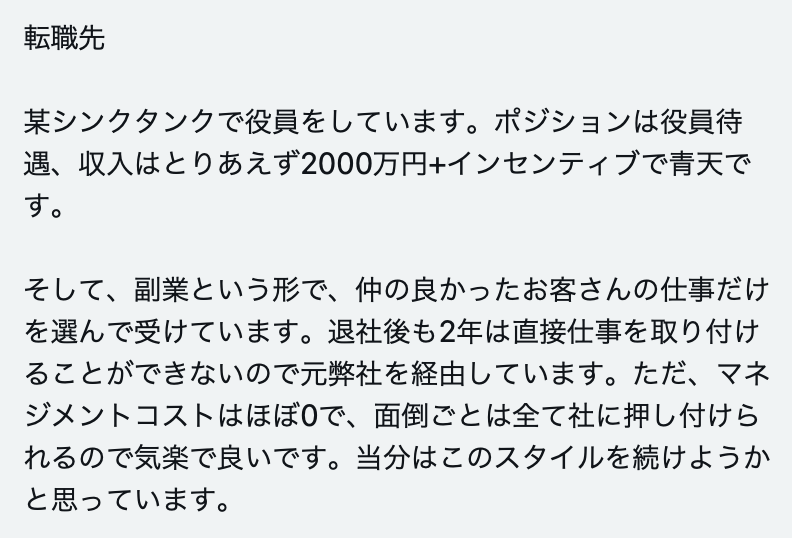 転職先
某シンクタンクで役員をしています。ポジションは役員待
遇、収入はとりあえず2000万円+インセンティブで青天で
す。
そして、副業という形で、仲の良かったお客さんの仕事だけ
を選んで受けています。退社後も2年は直接仕事を取り付け
ることができないので元弊社を経由しています。ただ、マネ
ジメントコストはほぼ0で、面倒ごとは全て社に押し付けら
れるので気楽で良いです。当分はこのスタイルを続けようか
と思っています。